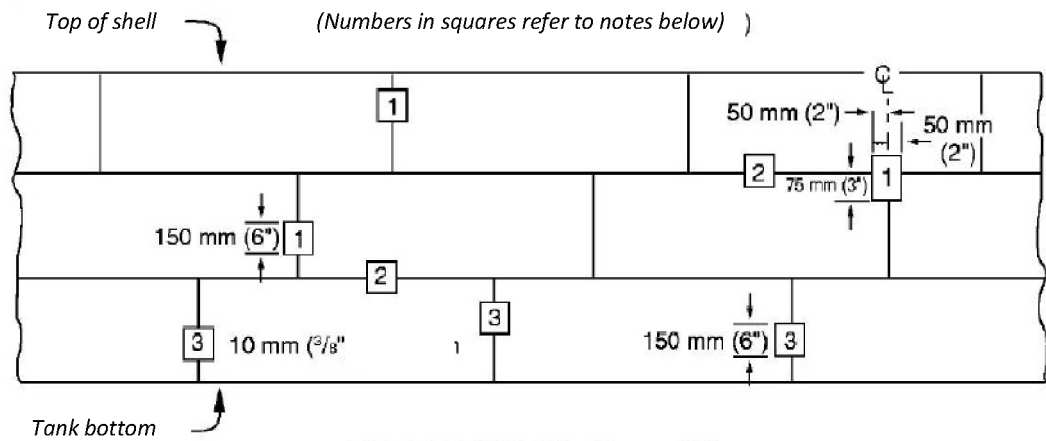 Top of shell
(Numbers in squares refer to notes below) )
1
℄
50 mm (2")
50 mm
(2")
2
75 mm (3")
1
150 mm (6")
1
2
3
10 mm (3/8"
3
150 mm (6")
3
Tank bottom